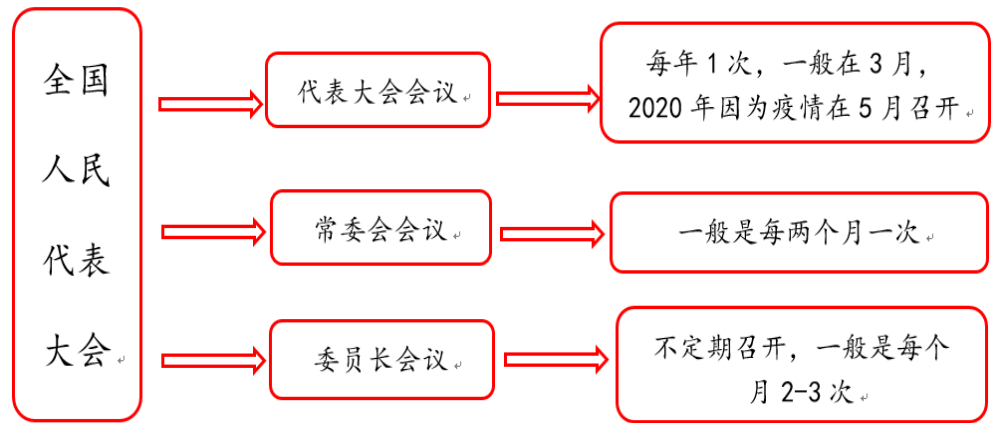 全国
人民
代表
大会
代表大会会议
每年1次，一般在3月，
2020年因为疫情在5月召开
常委会会议
一般是每两个月一次
委员长会议
不定期召开，一般是每个
月2-3次